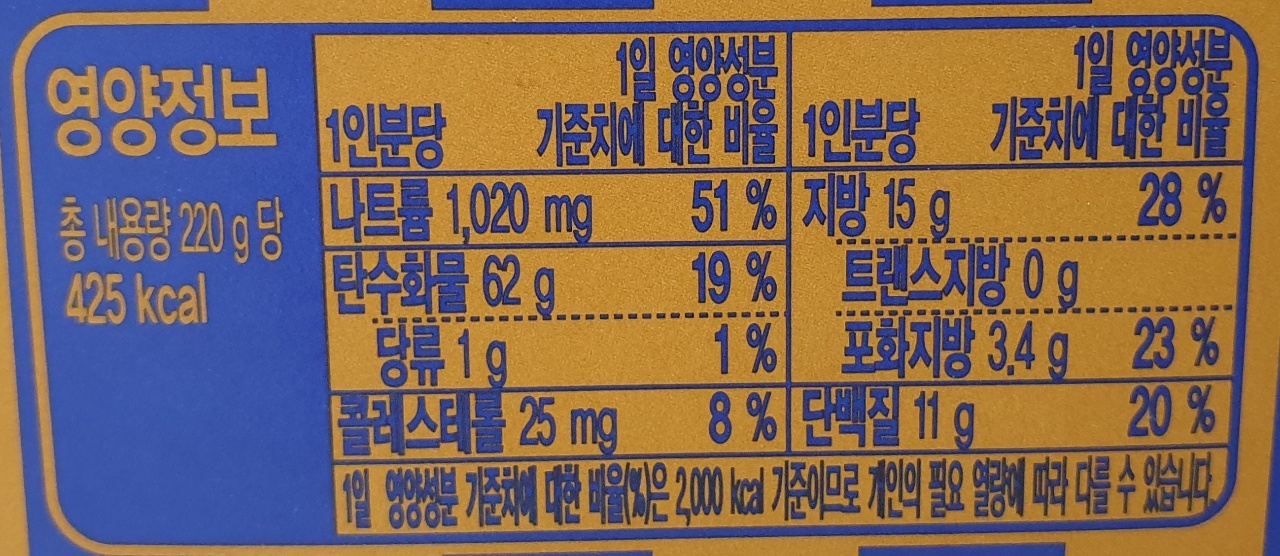 영양정보
총 내용량 220 g 당
425 kcal
1인분당 1일 영양성분 기준치에 대한 비율
나트륨 1,020 mg 51 %
탄수화물 62 g 19 %
당류 1 g 1 %
콜레스테롤 25 mg 8 %
1인분당 1일 영양성분 기준치에 대한 비율
지방 15 g 28 %
트랜스지방 0 g
포화지방 3.4 g 23 %
단백질 11 g 20 %
1일 영양성분 기준치에 대한 비율(%)은 2,000 kcal 기준이므로 개인의 필요 열량에 따라 다를 수 있습니다.